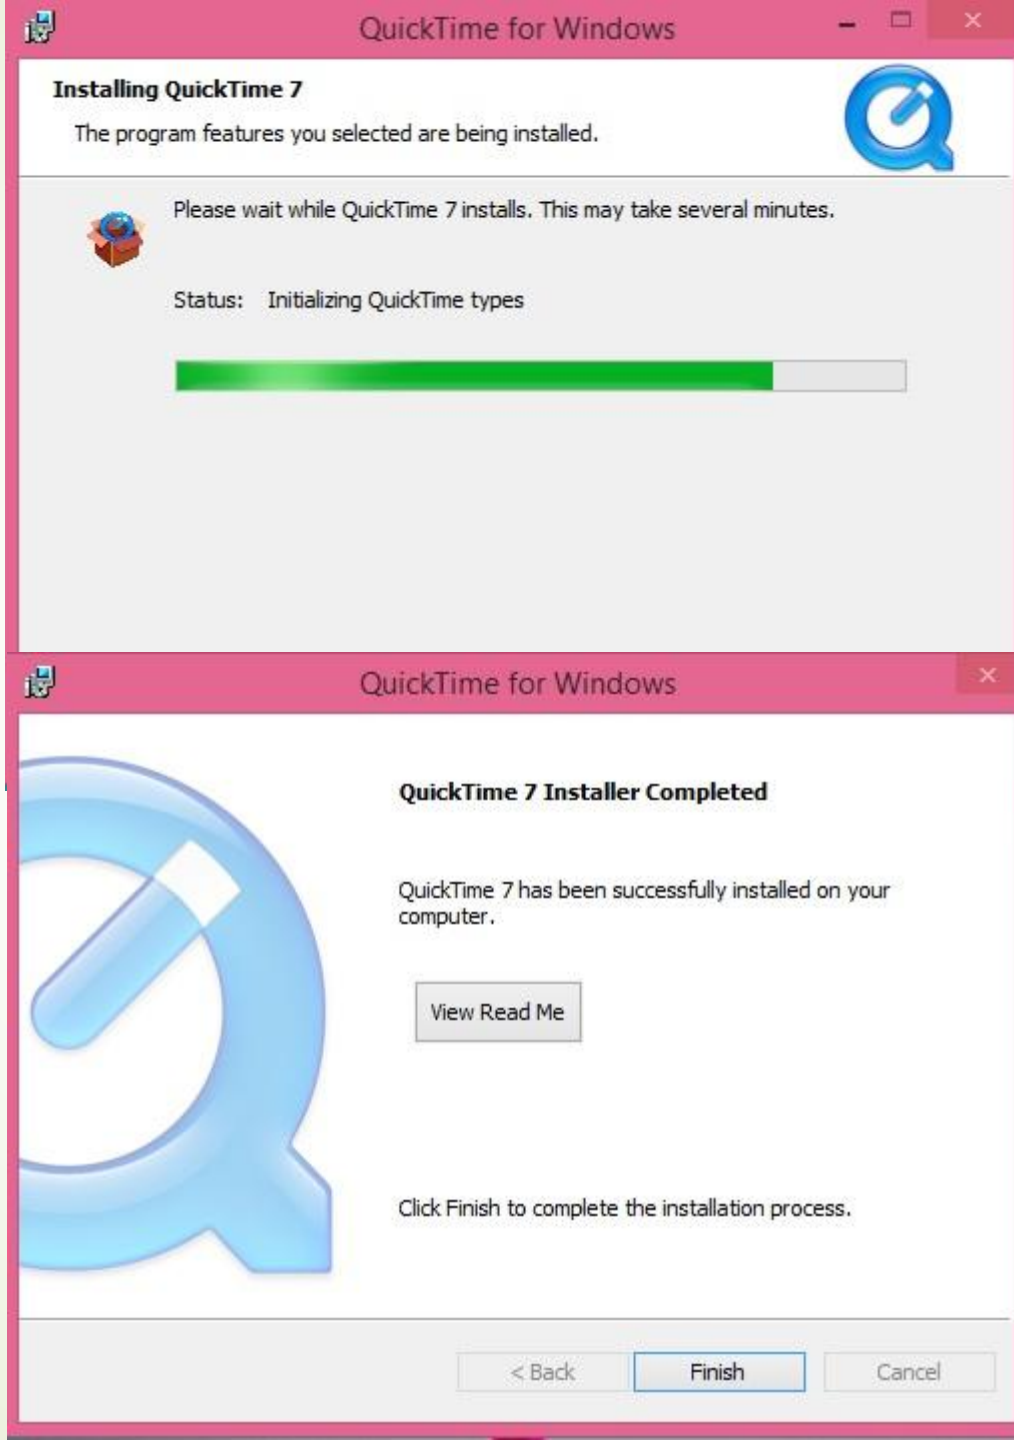 QuickTime for Windows
Installing QuickTime 7
The program features you selected are being installed.
Please wait while QuickTime 7 installs. This may take several minutes.
Status: Initializing QuickTime types
QuickTime for Windows
QuickTime 7 Installer Completed
QuickTime 7 has been successfully installed on your
computer.
View Read Me
Click Finish to complete the installation process.
< Back Finish Cancel